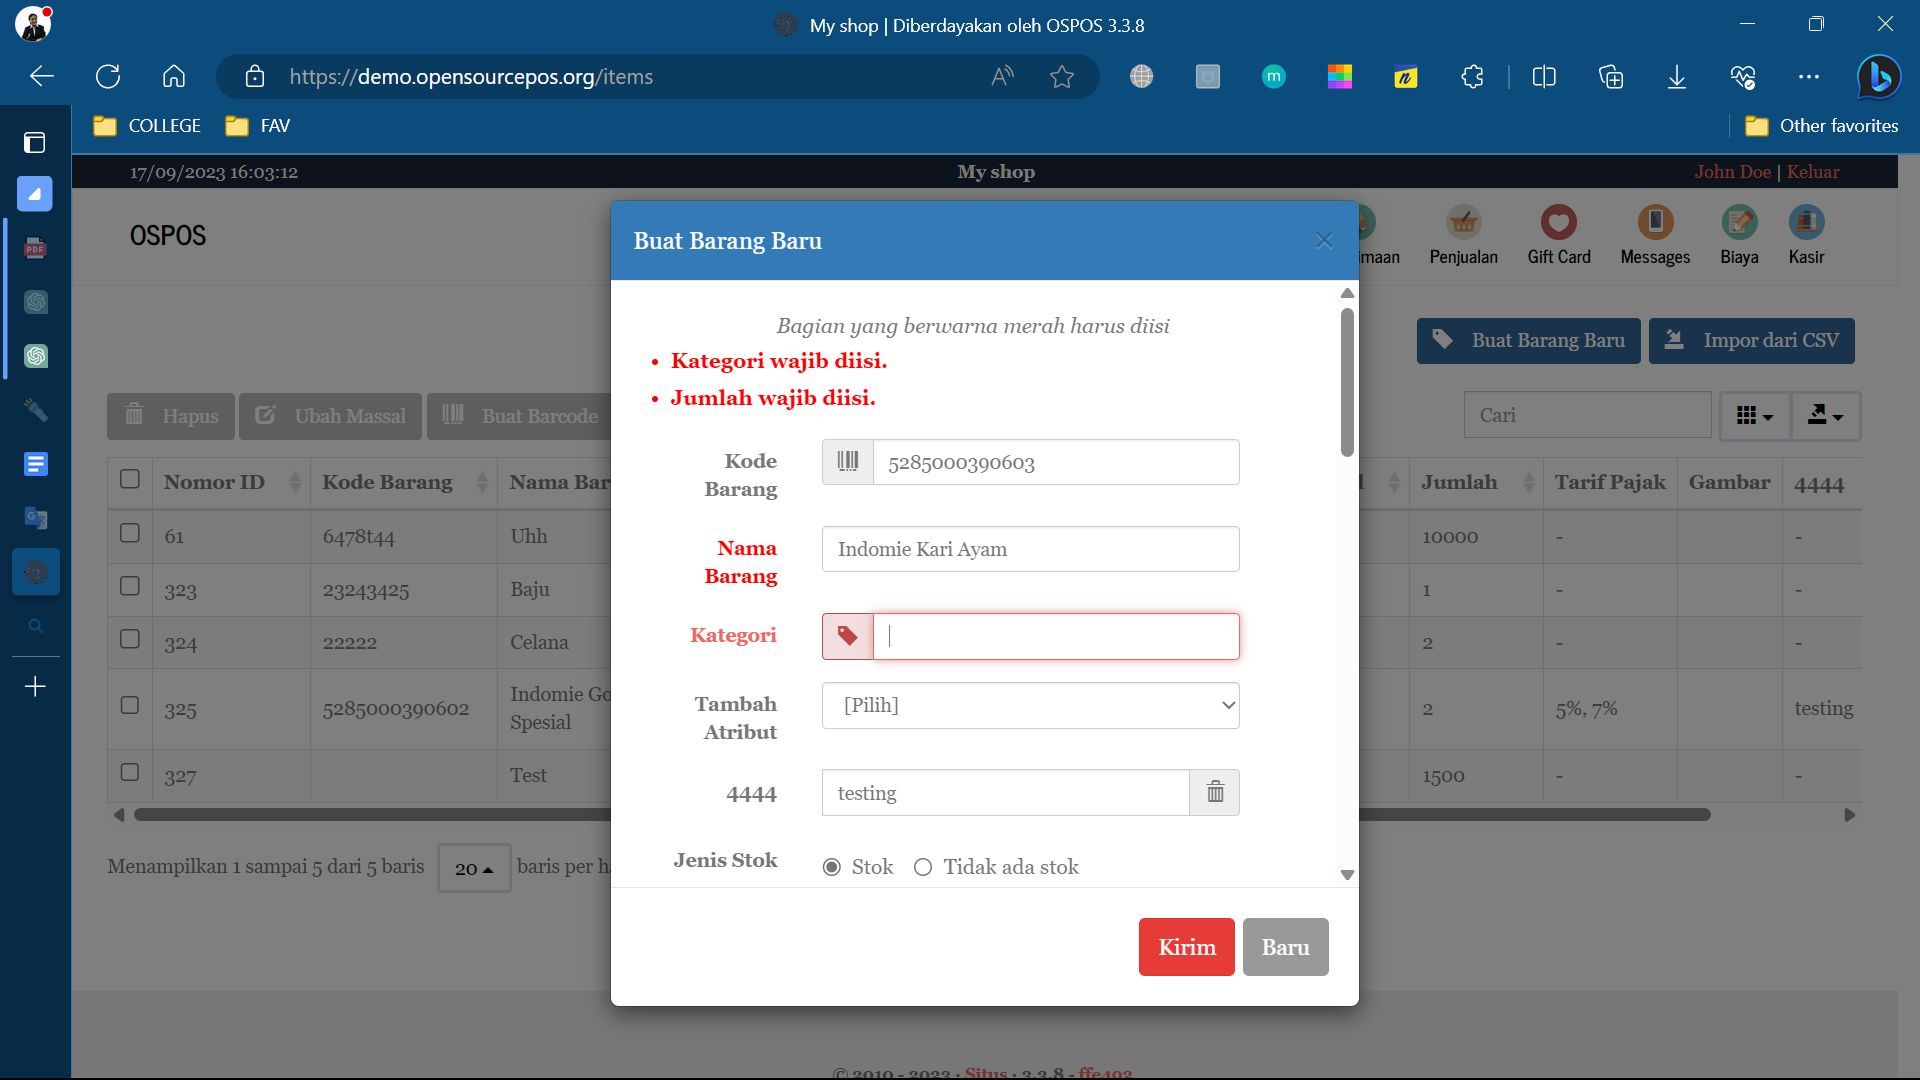 My shop | Diberdayakan oleh OSPOS 3.3.8
https://demo.opensourcepos.org/items
COLLEGE FAV Other favorites
17/09/2023 16:03:12 My shop John Doe | Keluar
OSPOS
imaan Penjualan Gift Card Messages Biaya Kasir
Buat Barang Baru
Buat Barang Baru Impor dari CSV
Hapus Ubah Massal Buat Barcode Cari
Nomor ID Kode Barang Nama Bar Jumlah Tarif Pajak Gambar 4444
61 6478t44 Uhh 10000 - -
323 23243425 Baju 1 - -
324 22222 Celana 2 - -
325 5285000390602 Indomie Go
Spesial 2 5%, 7% testing
327 Test 1500 - -
Menampilkan 1 sampai 5 dari 5 baris 20 baris per h
Bagian yang berwarna merah harus diisi
• Kategori wajib diisi.
• Jumlah wajib diisi.
Kode
Barang 5285000390603
Nama
Barang Indomie Kari Ayam
Kategori
Tambah
Atribut [Pilih]
4444 testing
Jenis Stok Stok Tidak ada stok
Kirim Baru
© 2010 - 2023 · Situs · 3.3.8 - ffe492